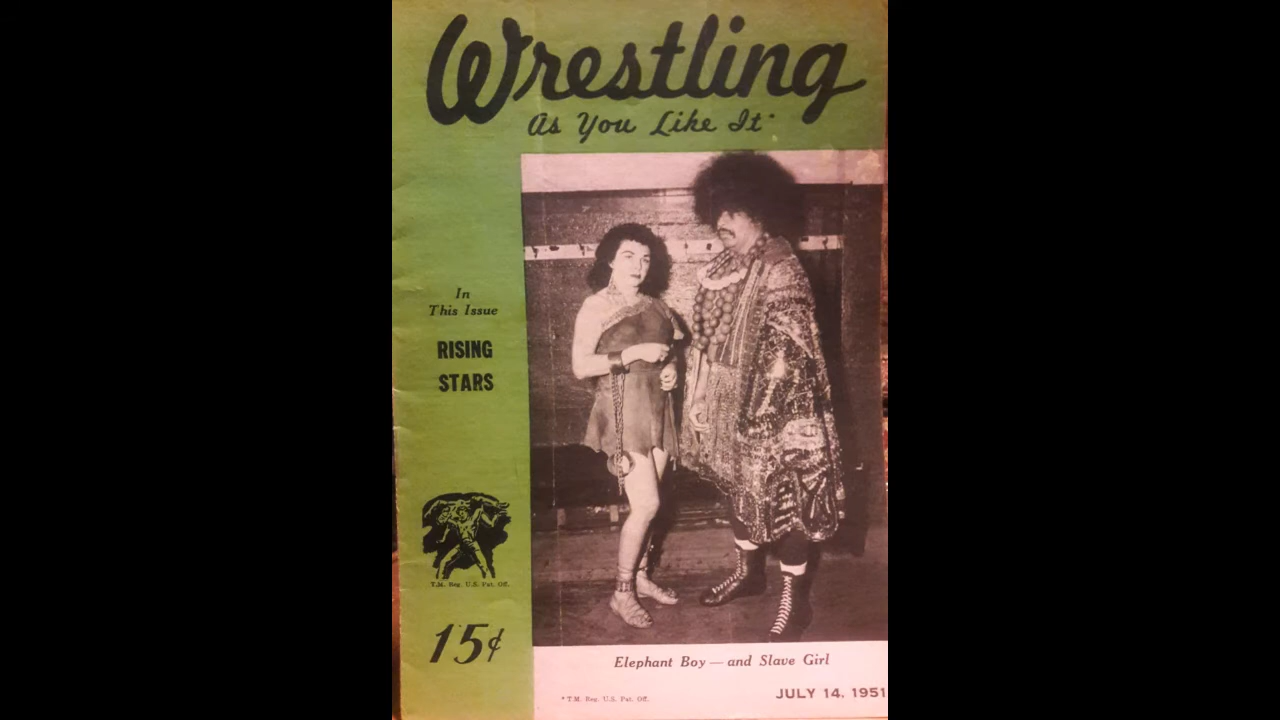 Wrestling
As You Like It*
In
This Issue
RISING
STARS
T.M. Reg. U.S. Pat. Off.
15¢
Elephant Boy — and Slave Girl
* T.M. Reg. U.S. Pat. Off.
JULY 14, 1951